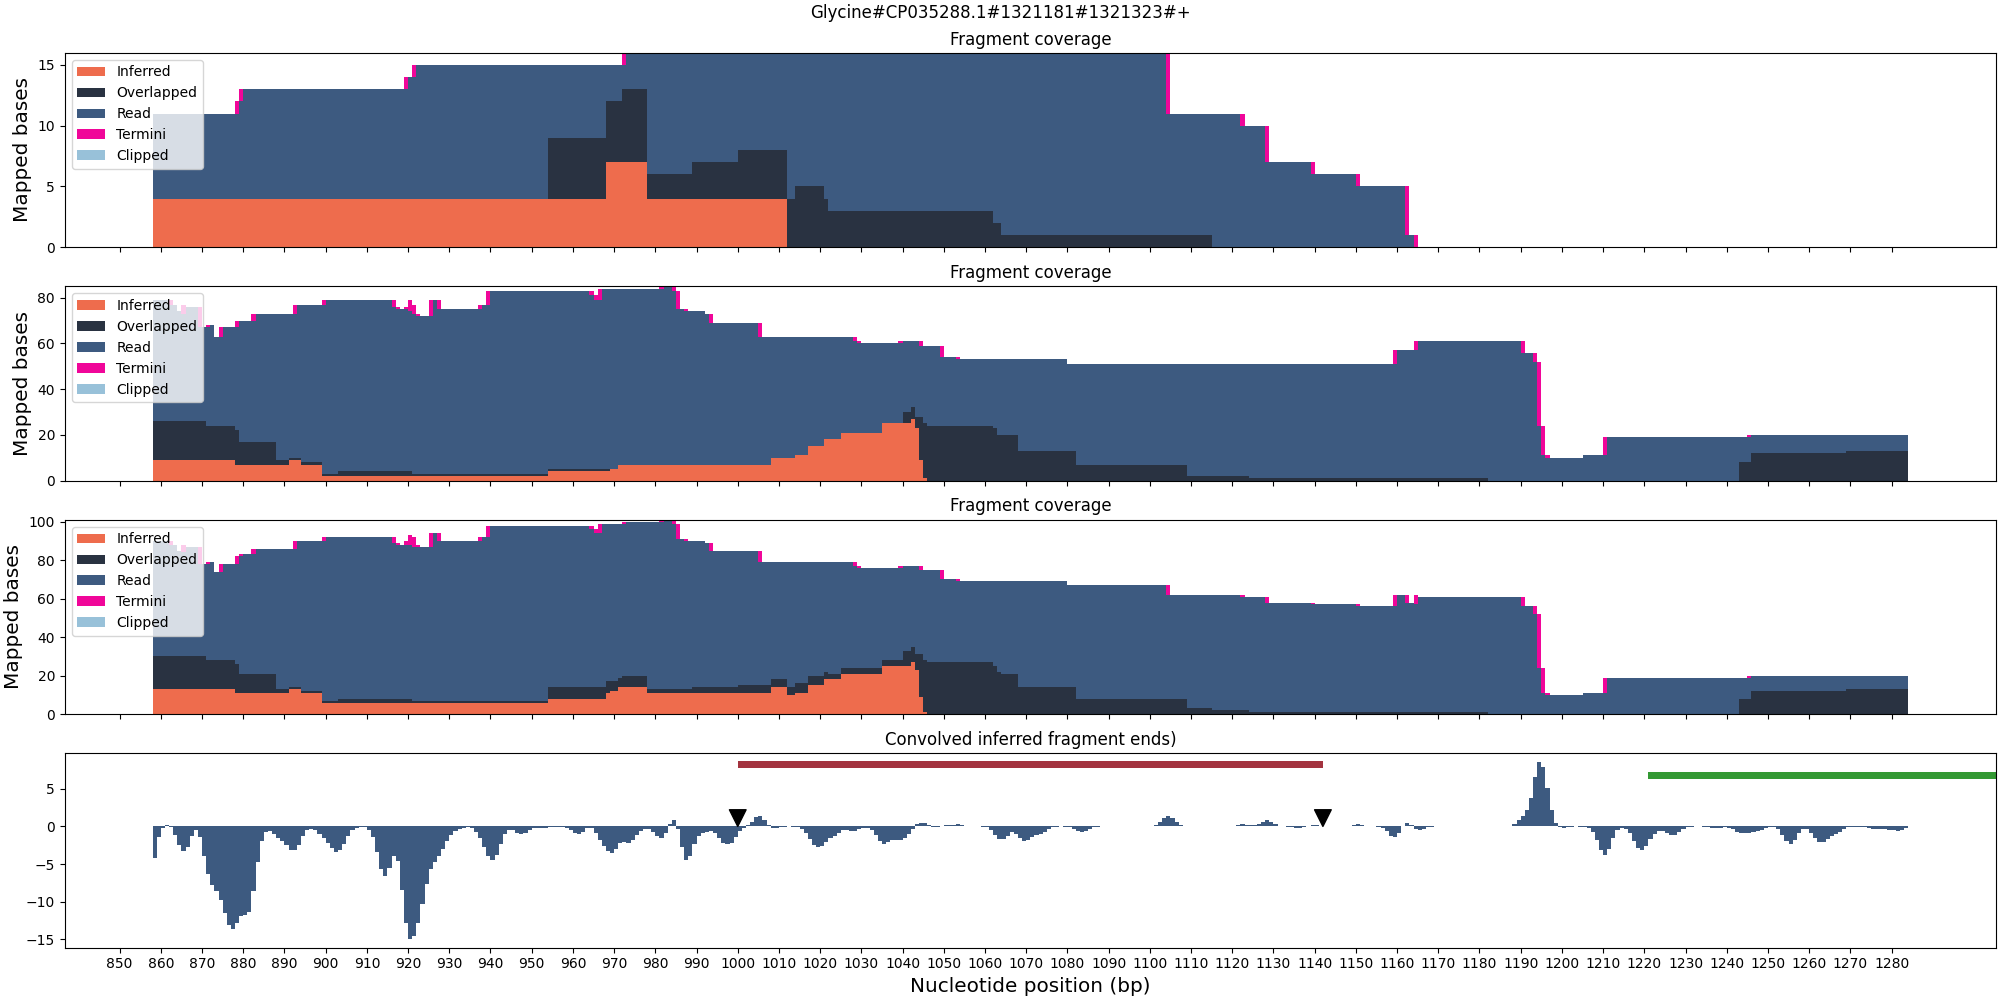 Glycine#CP035288.1#1321181#1321323#+
Fragment coverage
Mapped bases
15
10
5
0
Inferred
Overlapped
Read
Termini
Clipped
Fragment coverage
Mapped bases
80
60
40
20
0
Inferred
Overlapped
Read
Termini
Clipped
Fragment coverage
Mapped bases
100
80
60
40
20
0
Inferred
Overlapped
Read
Termini
Clipped
Convolved inferred fragment ends)
5
0
−5
−10
−15
850 860 870 880 890 900 910 920 930 940 950 960 970 980 990 1000 1010 1020 1030 1040 1050 1060 1070 1080 1090 1100 1110 1120 1130 1140 1150 1160 1170 1180 1190 1200 1210 1220 1230 1240 1250 1260 1270 1280
Nucleotide position (bp)